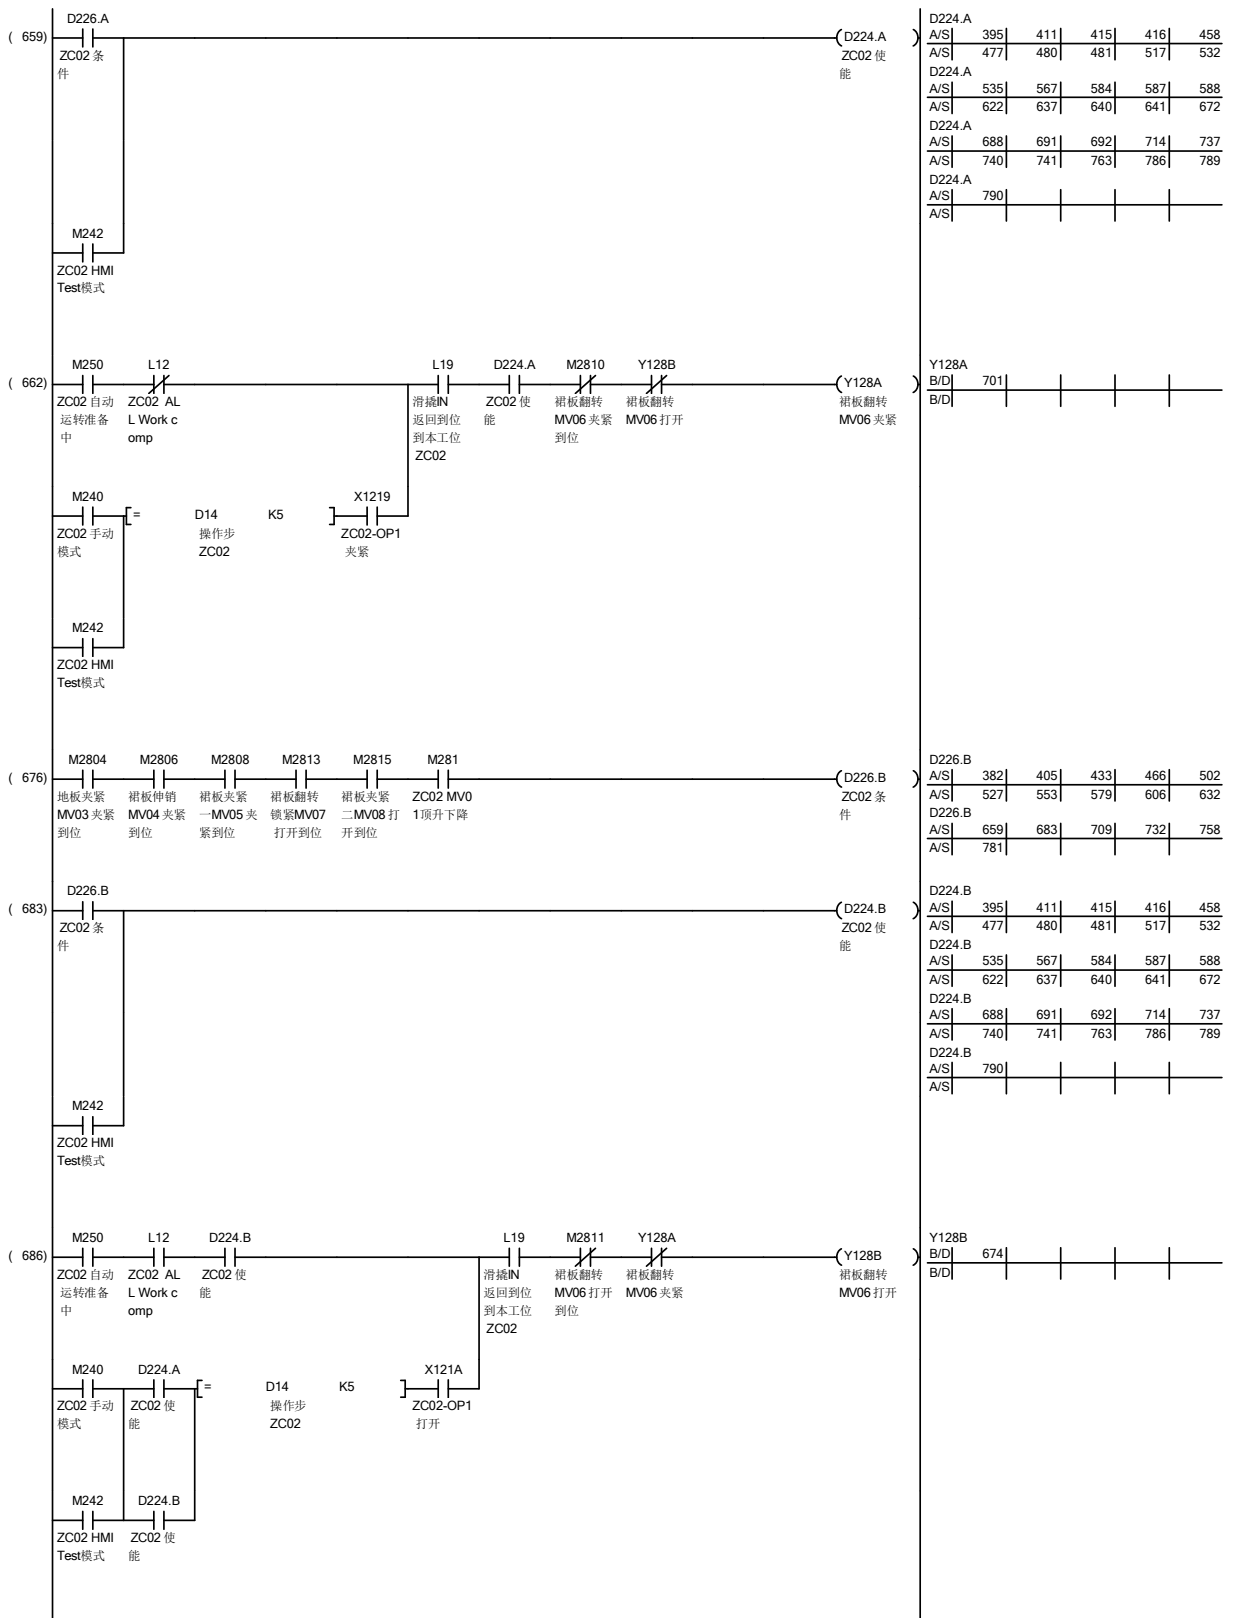 D226.A
( 659)
D224.A
ZC02 条
件
ZC02 使
能
D224.A
A/S 395 411 415 416 458
A/S 477 480 481 517 532
D224.A
A/S 535 567 584 587 588
A/S 622 637 640 641 672
D224.A
A/S 688 691 692 714 737
A/S 740 741 763 786 789
D224.A
A/S 790
A/S
M242
ZC02 HMI
Test模式
M250 L12 L19 D224.A M2810 Y128B
( 662) Y128A
ZC02 自动 ZC02 AL 滑撬IN ZC02 使 裙板翻转 裙板翻转 裙板翻转
运转准备 L Work c 返回到位 能 MV06 夹紧 MV06 打开 MV06 夹紧
中 omp 到本工位 到位
ZC02
Y128A
B/D 701
B/D
M240 X1219
[= D14 K5 ]
ZC02 手动 操作步 ZC02-OP1
模式 ZC02 夹紧
M242
ZC02 HMI
Test模式
M2804 M2806 M2808 M2813 M2815 M281
( 676) D226.B
地板夹紧 裙板伸销 裙板夹紧 裙板翻转 裙板夹紧 ZC02 MV0 ZC02 条
MV03 夹紧 MV04 夹紧 一MV05 夹 锁紧MV07 二MV08 打 1顶升下降 件
到位 到位 紧到位 打开到位 开到位
D226.B
A/S 382 405 433 466 502
A/S 527 553 579 606 632
D226.B
A/S 659 683 709 732 758
A/S 781
D226.B
( 683) D224.B
ZC02 条 ZC02 使
件 能
D224.B
A/S 395 411 415 416 458
A/S 477 480 481 517 532
D224.B
A/S 535 567 584 587 588
A/S 622 637 640 641 672
D224.B
A/S 688 691 692 714 737
A/S 740 741 763 786 789
D224.B
A/S 790
A/S
M242
ZC02 HMI
Test模式
M250 L12 D224.B L19 M2811 Y128A
( 686) Y128B
ZC02 自动 ZC02 AL ZC02 使 滑撬IN 裙板翻转 裙板翻转 裙板翻转
运转准备 L Work c 能 返回到位 MV06 打开 MV06 夹紧 MV06 打开
中 omp 到本工位 到位
ZC02
Y128B
B/D 674
B/D
M240 D224.A X121A
[= D14 K5 ]
ZC02 手动 ZC02 使 操作步 ZC02-OP1
模式 能 ZC02 打开
M242 D224.B
ZC02 HMI ZC02 使
Test模式 能